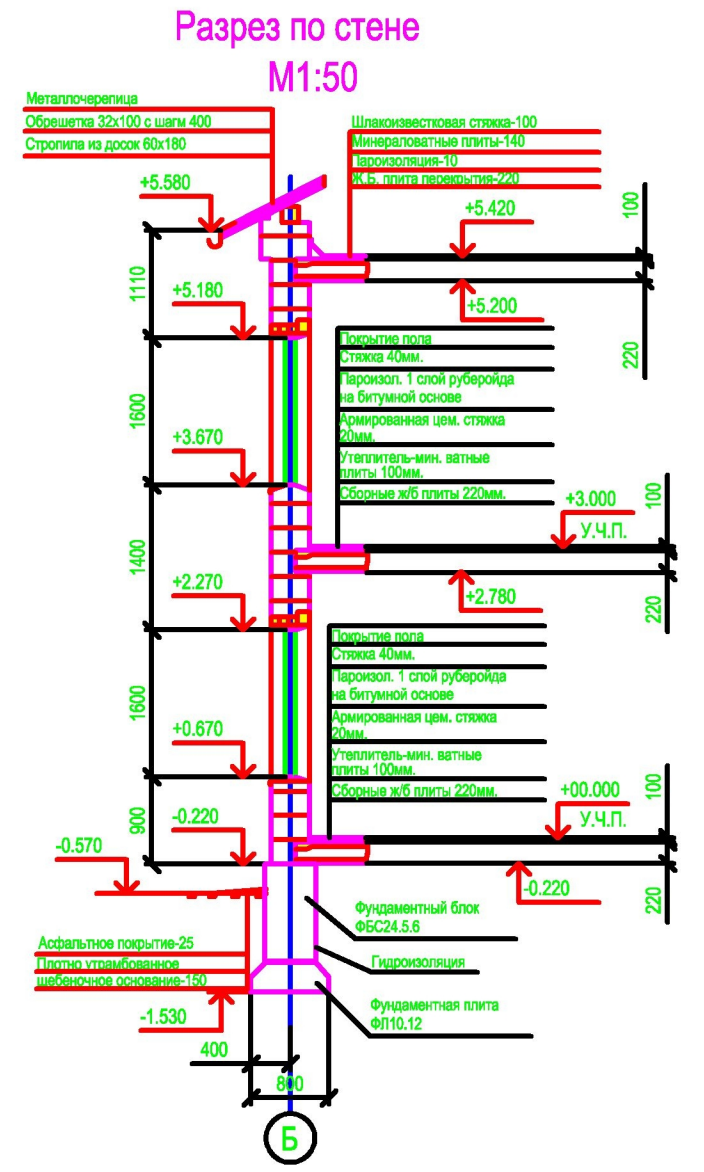 Разрез по стене
М1:50
Металлочерепица
Обрешетка 32х100 с шагм 400
Стропила из досок 60х180
Шлакоизвестковая стяжка-100
Минераловатные плиты-140
Пароизоляция-10
Ж.Б. плита перекрытия-220
+5.580
+5.420
100
1110
+5.180
+5.200
220
Покрытие пола
Стяжка 40мм.
Пароизол. 1 слой руберойда
на битумной основе
Армированная цем. стяжка
20мм.
Утеплитель-мин. ватные
плиты 100мм.
Сборные ж/б плиты 220мм.
1600
+3.670
+3.000
У.Ч.П.
100
1400
+2.270
+2.780
220
Покрытие пола
Стяжка 40мм.
Пароизол. 1 слой руберойда
на битумной основе
Армированная цем. стяжка
20мм.
Утеплитель-мин. ватные
плиты 100мм.
Сборные ж/б плиты 220мм.
1600
+0.670
+00.000
У.Ч.П.
100
900
-0.220
-0.220
220
-0.570
Фундаментный блок
ФБС24.5.6
Гидроизоляция
Фундаментная плита
ФЛ10.12
Асфальтное покрытие-25
Плотно утрамбованное
щебеночное основание-150
-1.530
400
800
Б